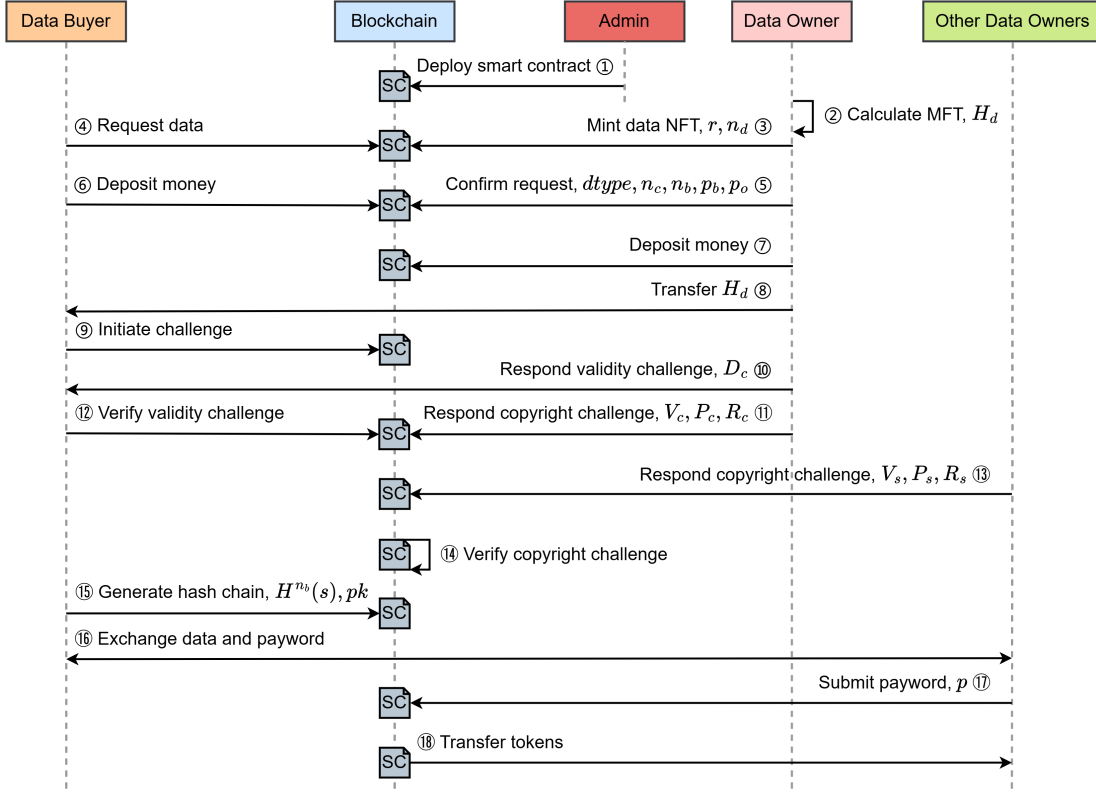 Data Buyer
Blockchain
Admin
Data Owner
Other Data Owners
Deploy smart contract ①
SC
② Calculate MFT, H_d
④ Request data
Mint data NFT, r, n_d ③
SC
⑥ Deposit money
Confirm request, dtype, n_c, n_b, p_b, p_o ⑤
SC
Deposit money ⑦
SC
Transfer H_d ⑧
⑨ Initiate challenge
SC
Respond validity challenge, D_c ⑩
⑫ Verify validity challenge
Respond copyright challenge, V_c, P_c, R_c ⑪
SC
Respond copyright challenge, V_s, P_s, R_s ⑬
SC
SC
⑭ Verify copyright challenge
⑮ Generate hash chain, H^{n_b}(s), pk
SC
⑯ Exchange data and payword
Submit payword, p ⑰
SC
⑱ Transfer tokens
SC